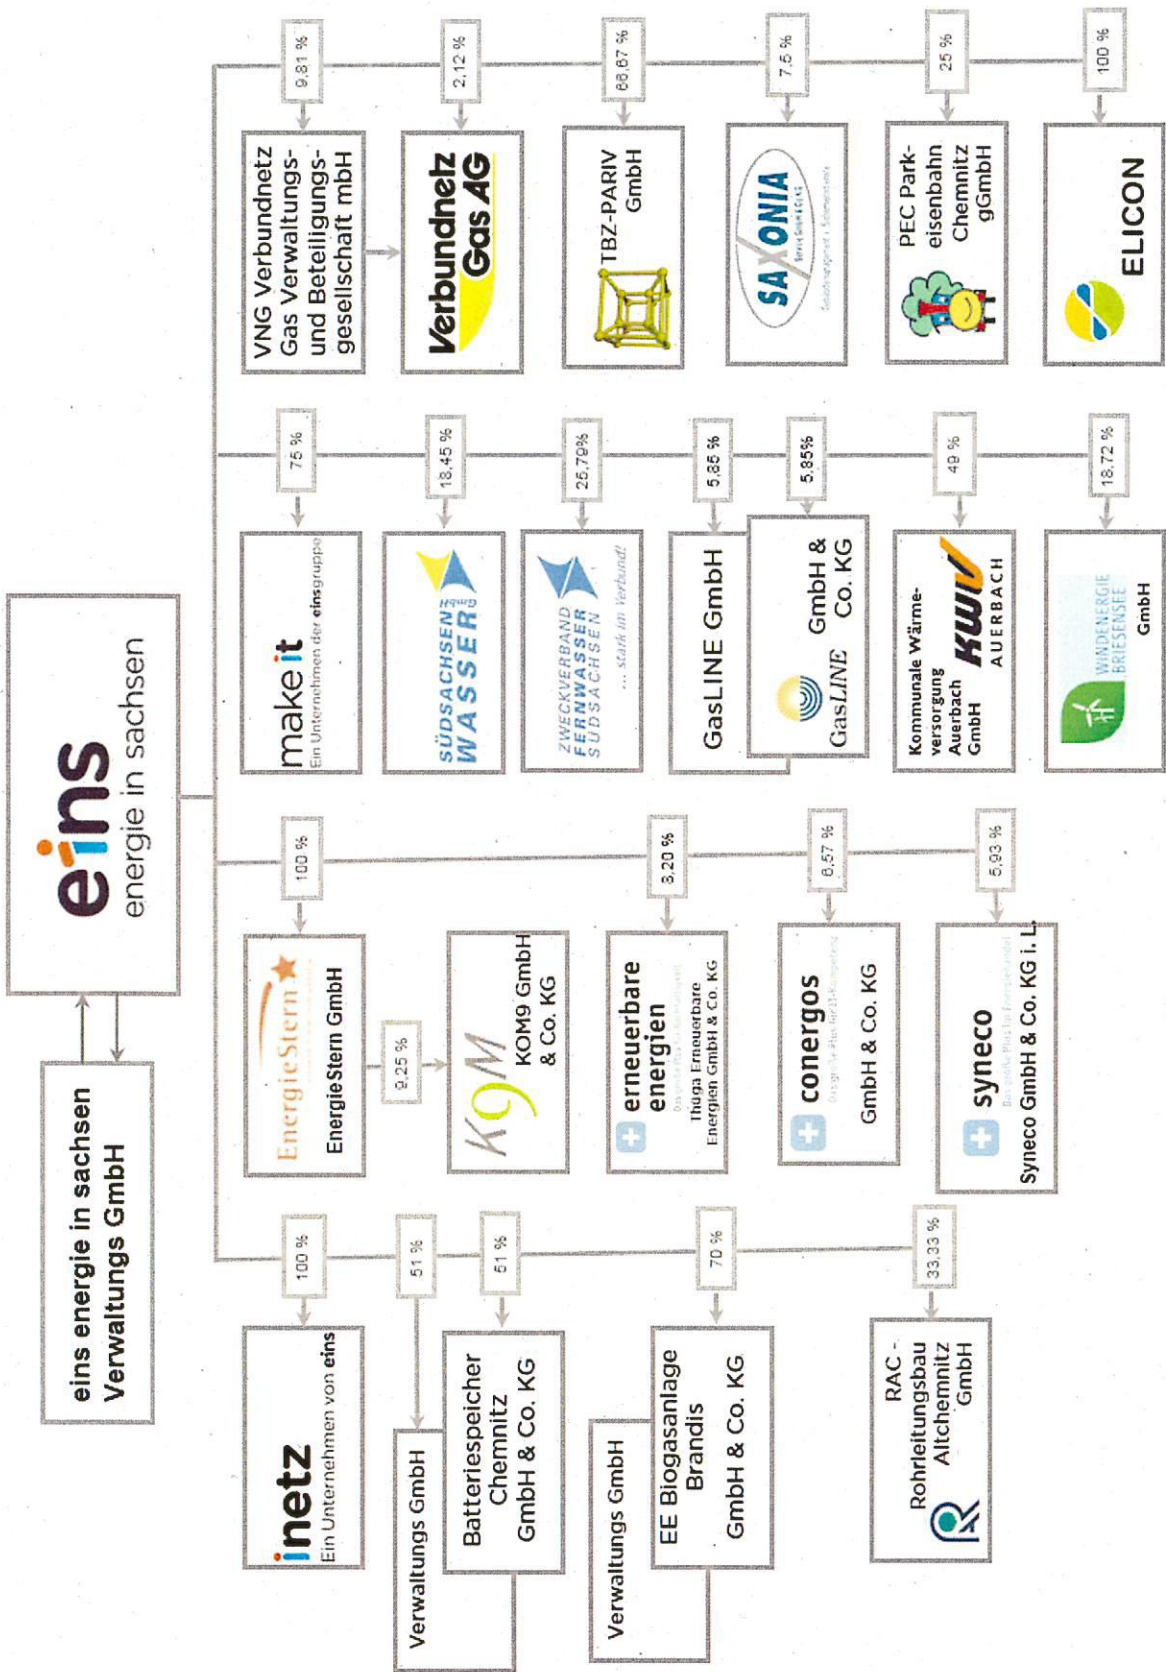 eins energie in sachsen
Verwaltungs GmbH
eins
energie in sachsen
100 %
inetz
Ein Unternehmen von eins
51 %
Verwaltungs GmbH
51 %
Batteriespeicher
Chemnitz
GmbH & Co. KG
70 %
Verwaltungs GmbH
EE Biogasanlage
Brandis
GmbH & Co. KG
33,33 %
RAC -
Rohrleitungsbau
Altchemnitz
GmbH
100 %
EnergieStern
EnergieStern GmbH
9,25 %
K9M
KOM9 GmbH
& Co. KG
8,20 %
erneuerbare
energien
Thüga Erneuerbare
Energien GmbH & Co. KG
6,57 %
conergos
GmbH & Co. KG
5,93 %
syneco
Syneco GmbH & Co. KG i. L.
75 %
make it
Ein Unternehmen der einsgruppe
18,45 %
SÜDSACHSEN
WASSER
25,79%
ZWECKVERBAND
FERNWASSER
SÜDSACHSEN
... stark im Verbund!
5,85 %
GasLINE GmbH
5,85%
GasLINE GmbH &
Co. KG
49 %
Kommunale Wärme-
versorgung
Auerbach
GmbH
KWW
AUERBACH
18,72 %
WINDENERGIE
BRIESENSEE
GmbH
9,81 %
VNG Verbundnetz
Gas Verwaltungs-
und Beteiligungs-
gesellschaft mbH
2,12 %
Verbundnetz
Gas AG
66,67 %
TBZ-PARIV
GmbH
7,5 %
SAXONIA
25 %
PEC Park-
eisenbahn
Chemnitz
gGmbH
100 %
ELICON